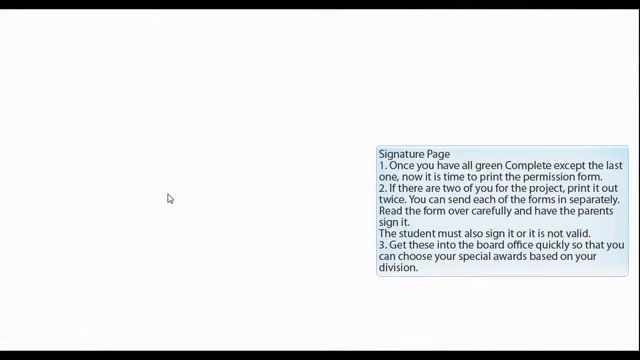 Signature Page
1. Once you have all green Complete except the last
one, now it is time to print the permission form.
2. If there are two of you for the project, print it out
twice. You can send each of the forms in separately.
Read the form over carefully and have the parents
sign it.
The student must also sign it or it is not valid.
3. Get these into the board office quickly so that you
can choose your special awards based on your
division.